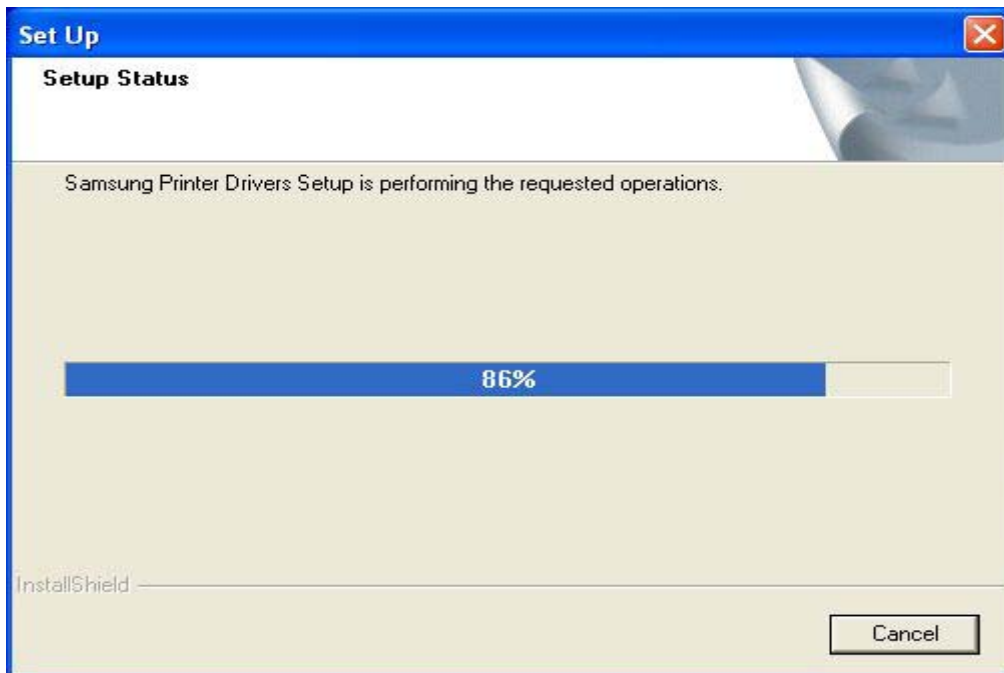 Set Up
Setup Status
Samsung Printer Drivers Setup is performing the requested operations.
86%
InstallShield
Cancel